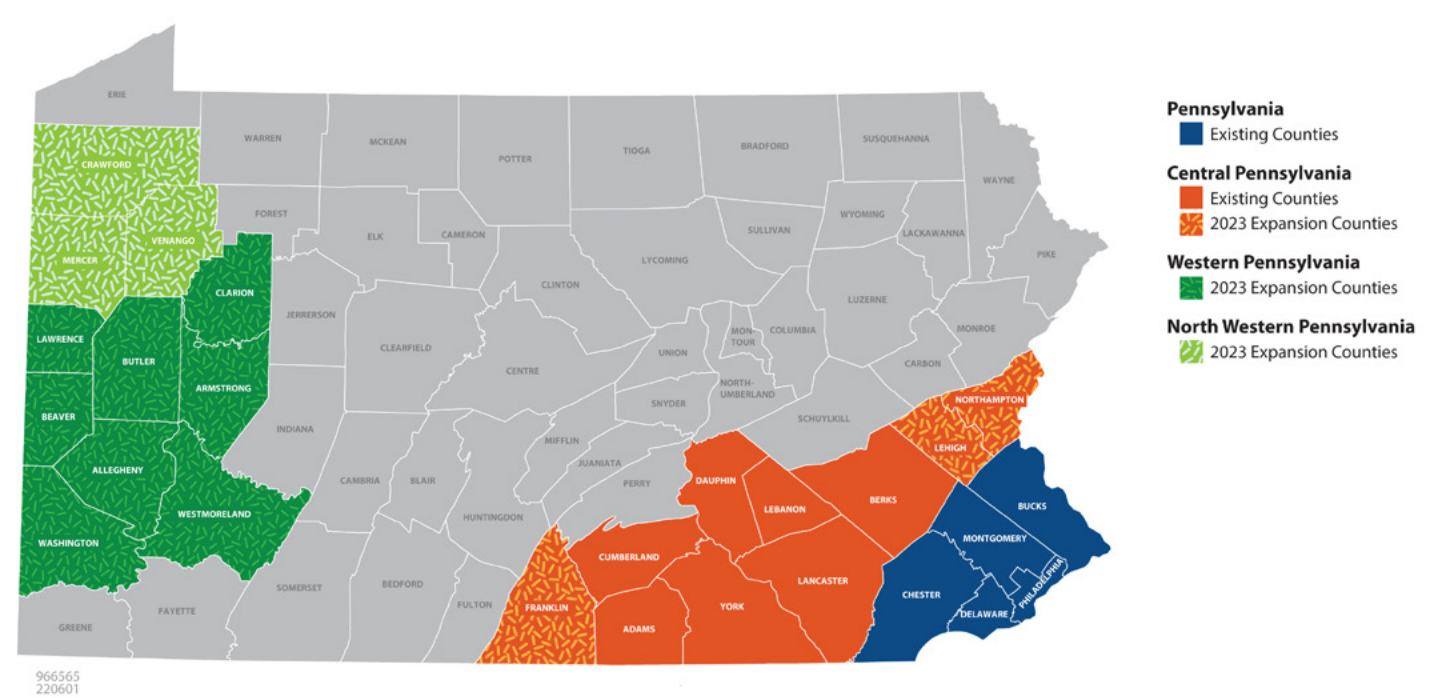 ERIE
WARREN
MCKEAN
POTTER
TIOGA
BRADFORD
SUSQUEHANNA
WAYNE
CRAWFORD
FOREST
ELK
CAMERON
SULLIVAN
WYOMING
LACKAWANNA
PIKE
MERCER
VENANGO
LYCOMING
CLINTON
LUZERNE
CLARION
JERRERSON
CLEARFIELD
CENTRE
UNION
MON-
TOUR
COLUMBIA
MONROE
CARBON
LAWRENCE
BUTLER
ARMSTRONG
SNYDER
NORTH-
UMBERLAND
SCHUYLKILL
NORTHAMPTON
LEHIGH
BEAVER
ALLEGHENY
INDIANA
CAMBRIA
BLAIR
MIFFLIN
JUANIATA
PERRY
HUNTINGDON
DAUPHIN
LEBANON
BERKS
BUCKS
WASHINGTON
WESTMORELAND
CUMBERLAND
LANCASTER
MONTGOMERY
CHESTER
DELAWARE
PHILADELPHIA
GREENE
FAYETTE
SOMERSET
BEDFORD
FULTON
FRANKLIN
ADAMS
YORK
Pennsylvania
Existing Counties
Central Pennsylvania
Existing Counties
2023 Expansion Counties
Western Pennsylvania
2023 Expansion Counties
North Western Pennsylvania
2023 Expansion Counties
966565
220601